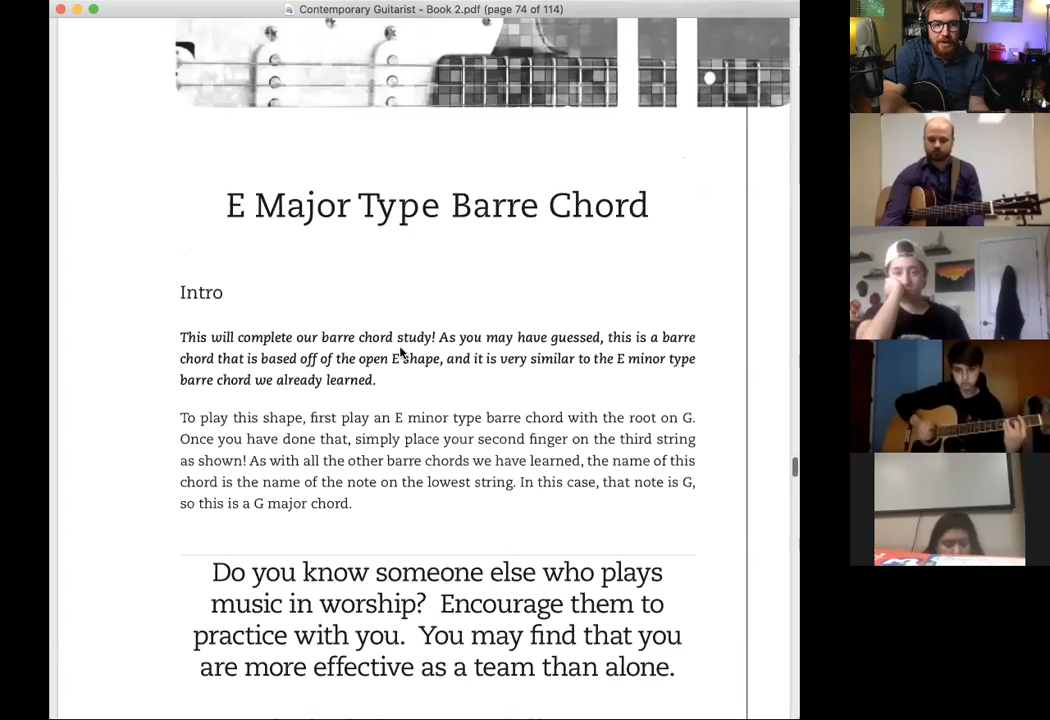 Contemporary Guitarist - Book 2.pdf (page 74 of 114)
E Major Type Barre Chord
Intro
This will complete our barre chord study! As you may have guessed, this is a barre
chord that is based off of the open E shape, and it is very similar to the E minor type
barre chord we already learned.
To play this shape, first play an E minor type barre chord with the root on G.
Once you have done that, simply place your second finger on the third string
as shown! As with all the other barre chords we have learned, the name of this
chord is the name of the note on the lowest string. In this case, that note is G,
so this is a G major chord.
Do you know someone else who plays
music in worship? Encourage them to
practice with you. You may find that you
are more effective as a team than alone.